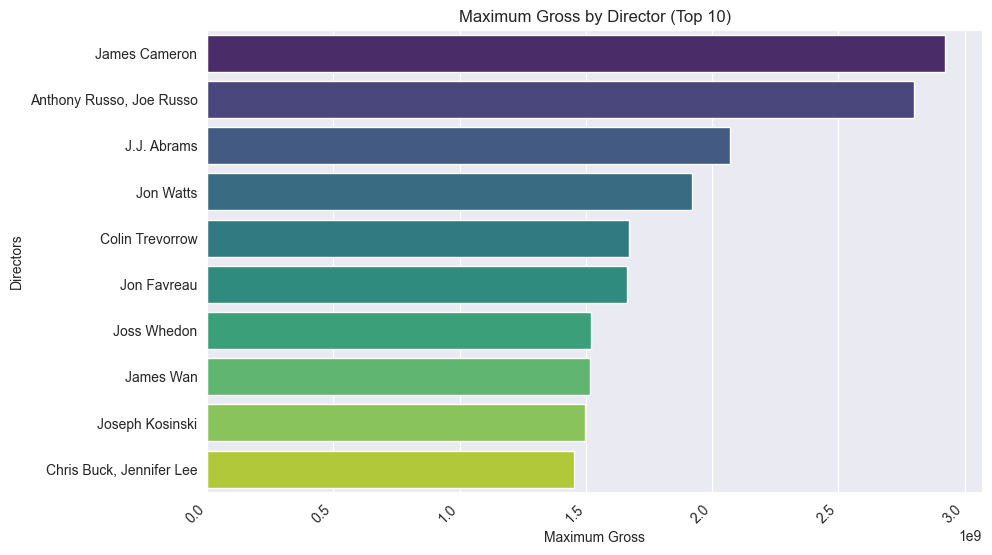 Maximum Gross by Director (Top 10)
James Cameron
Anthony Russo, Joe Russo
J.J. Abrams
Jon Watts
Colin Trevorrow
Jon Favreau
Joss Whedon
James Wan
Joseph Kosinski
Chris Buck, Jennifer Lee
Directors
0.0 0.5 1.0 1.5 2.0 2.5 3.0
1e9
Maximum Gross